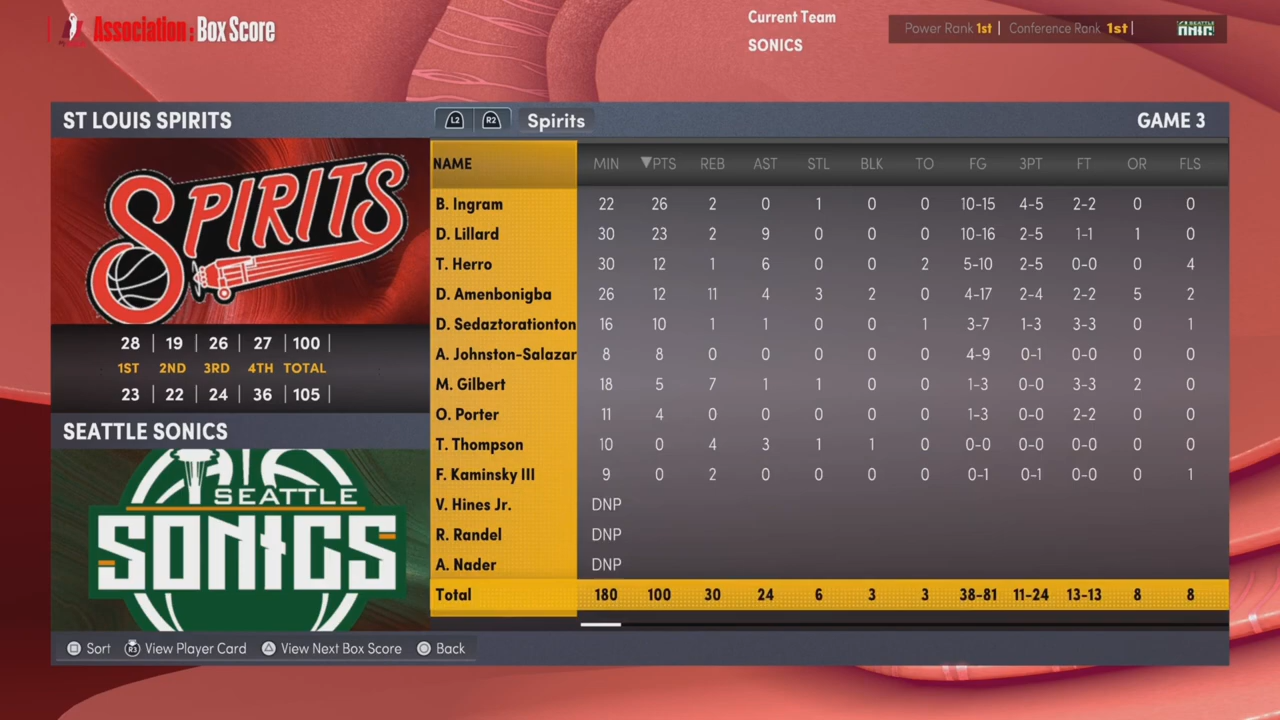 Association : Box Score
Current Team
SONICS
Power Rank 1st | Conference Rank 1st |
ST LOUIS SPIRITS
L2 R2 Spirits
GAME 3
SPIRITS
28 | 19 | 26 | 27 | 100 |
1ST 2ND 3RD 4TH TOTAL
23 | 22 | 24 | 36 | 105 |
SEATTLE SONICS
SEATTLE
SONICS
NAME MIN ▼PTS REB AST STL BLK TO FG 3PT FT OR FLS
B. Ingram 22 26 2 0 1 0 0 10-15 4-5 2-2 0 0
D. Lillard 30 23 2 9 0 0 0 10-16 2-5 1-1 1 0
T. Herro 30 12 1 6 0 0 2 5-10 2-5 0-0 0 4
D. Amenbonigba 26 12 11 4 3 2 0 4-17 2-4 2-2 5 2
D. Sedaztorationton 16 10 1 1 0 0 1 3-7 1-3 3-3 0 1
A. Johnston-Salazar 8 8 0 0 0 0 0 4-9 0-1 0-0 0 0
M. Gilbert 18 5 7 1 1 0 0 1-3 0-0 3-3 2 0
O. Porter 11 4 0 0 0 0 0 1-3 0-0 2-2 0 0
T. Thompson 10 0 4 3 1 1 0 0-0 0-0 0-0 0 0
F. Kaminsky III 9 0 2 0 0 0 0 0-1 0-1 0-0 0 1
V. Hines Jr. DNP
R. Randel DNP
A. Nader DNP
Total 180 100 30 24 6 3 3 38-81 11-24 13-13 8 8
Sort R3 View Player Card View Next Box Score Back